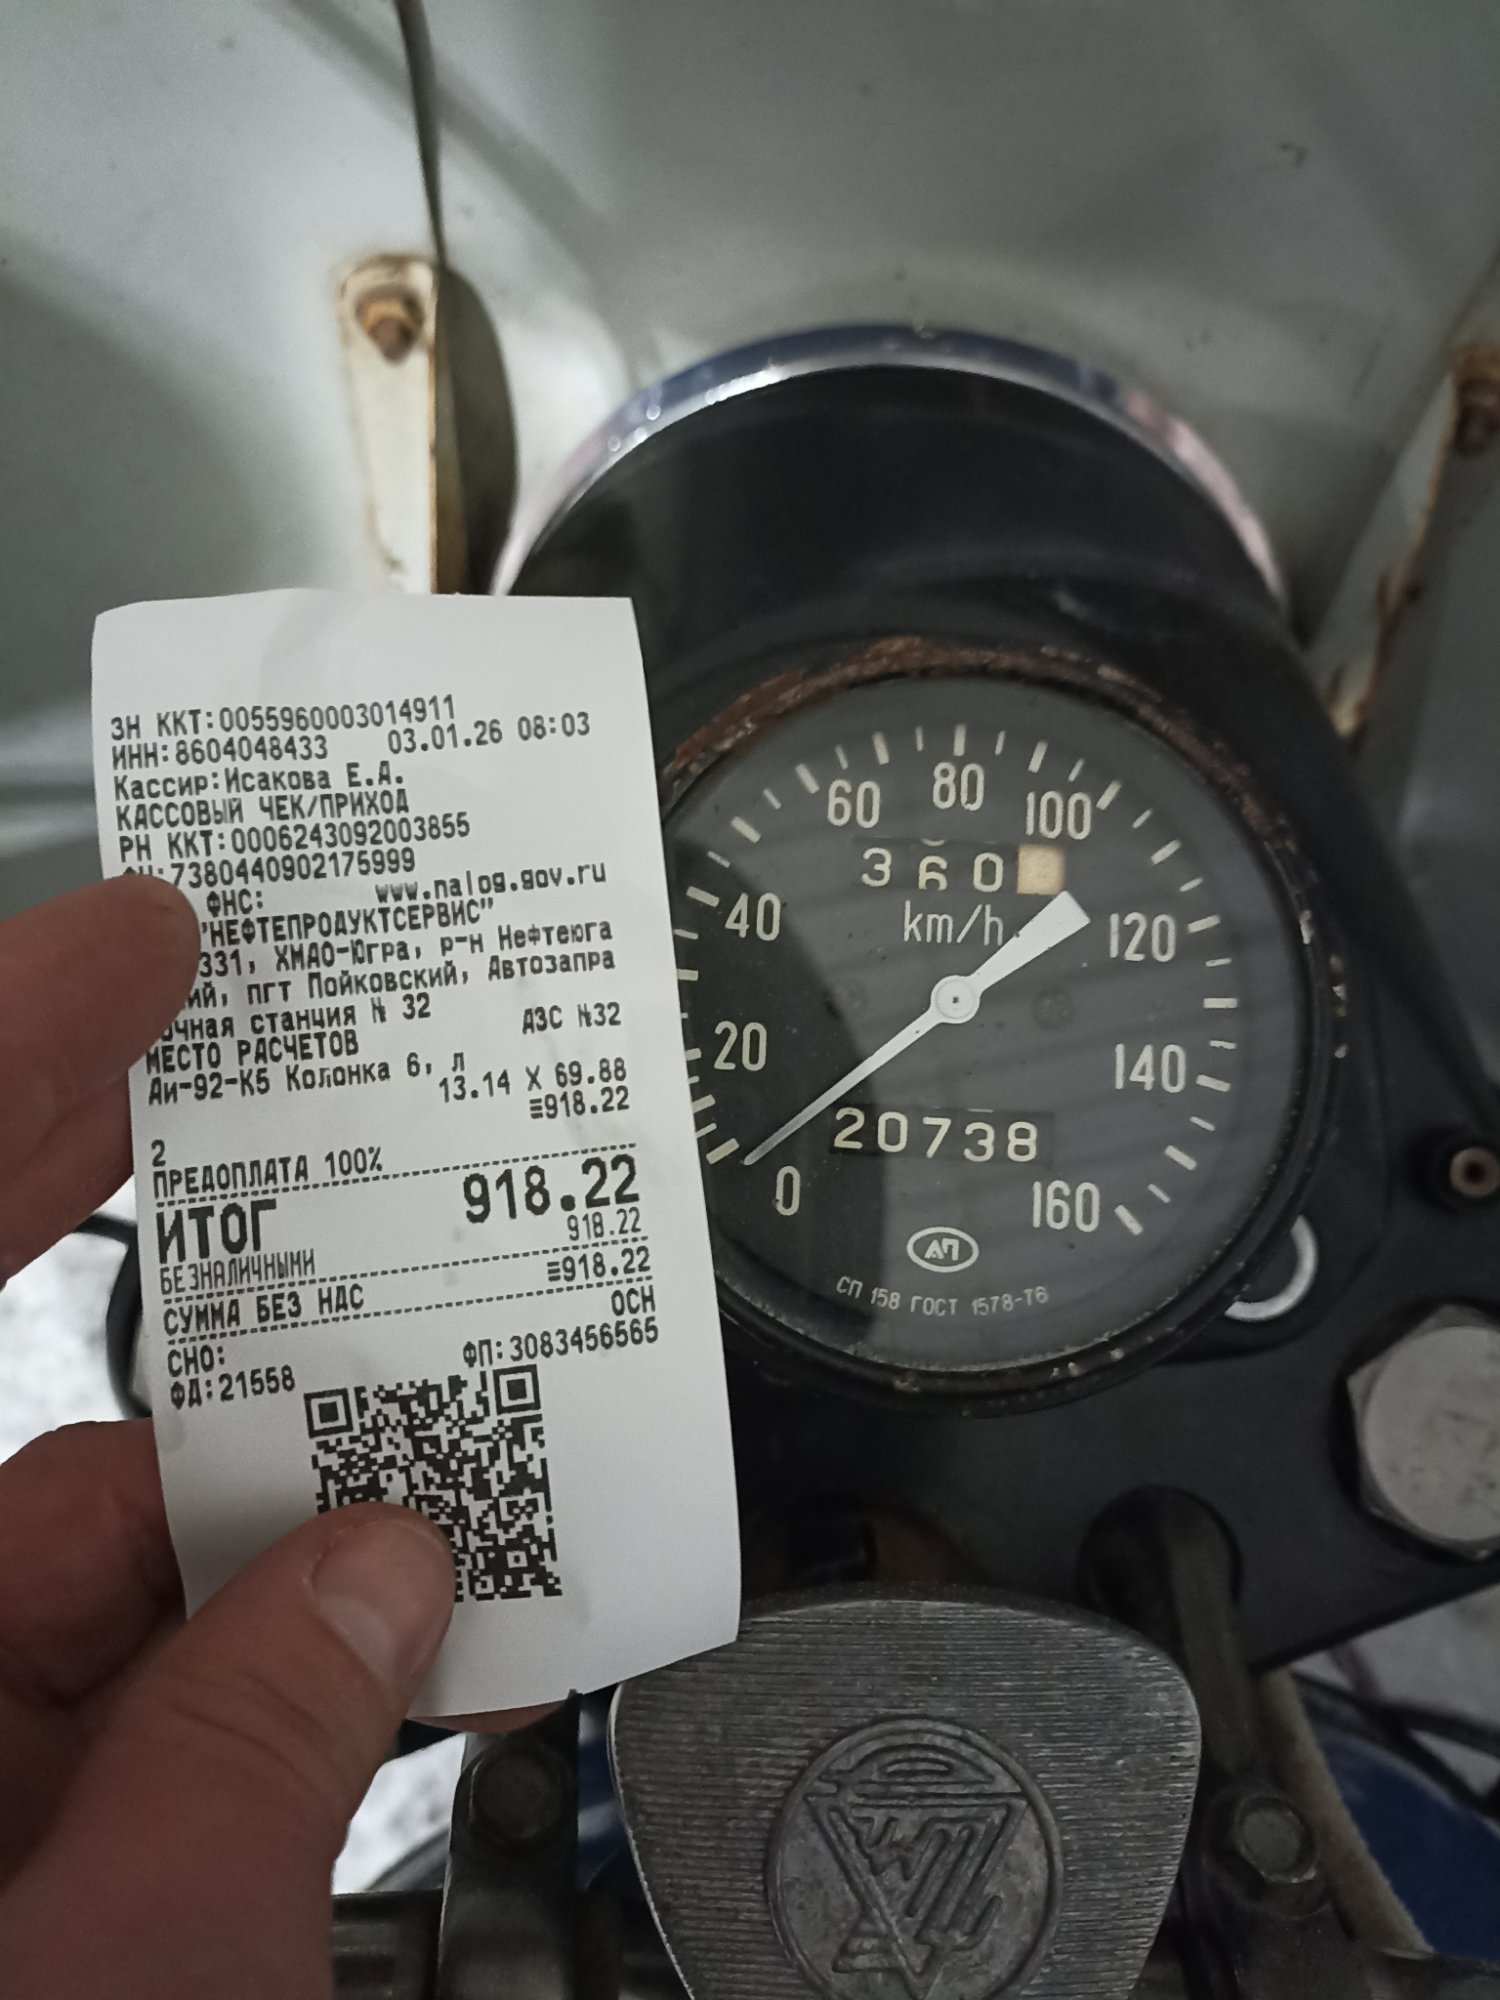 ЗН ККТ:0055960003014911
ИНН:8604048433 03.01.26 08:03
Кассир:Исакова Е.А.
КАССОВЫЙ ЧЕК/ПРИХОД
РН ККТ:0006243092003855
ФН:7380440902175999
ФНС: www.nalog.gov.ru
"НЕФТЕПРОДУКТСЕРВИС"
331, ХМАО-Югра, р-н Нефтеюга
ий, пгт Пойковский, Автозапра
очная станция № 32
МЕСТО РАСЧЕТОВ АЗС №32
Аи-92-К5 Колонка 6, л
13.14 X 69.88
≡918.22
2
ПРЕДОПЛАТА 100%
ИТОГ 918.22
БЕЗНАЛИЧНЫМИ 918.22
СУММА БЕЗ НДС ≡918.22
СНО: ОСН
ФД:21558 ФП:3083456565
0
20
40
60
80
100
120
140
160
360
km/h
20738
АП
СП 158 ГОСТ 1578-76